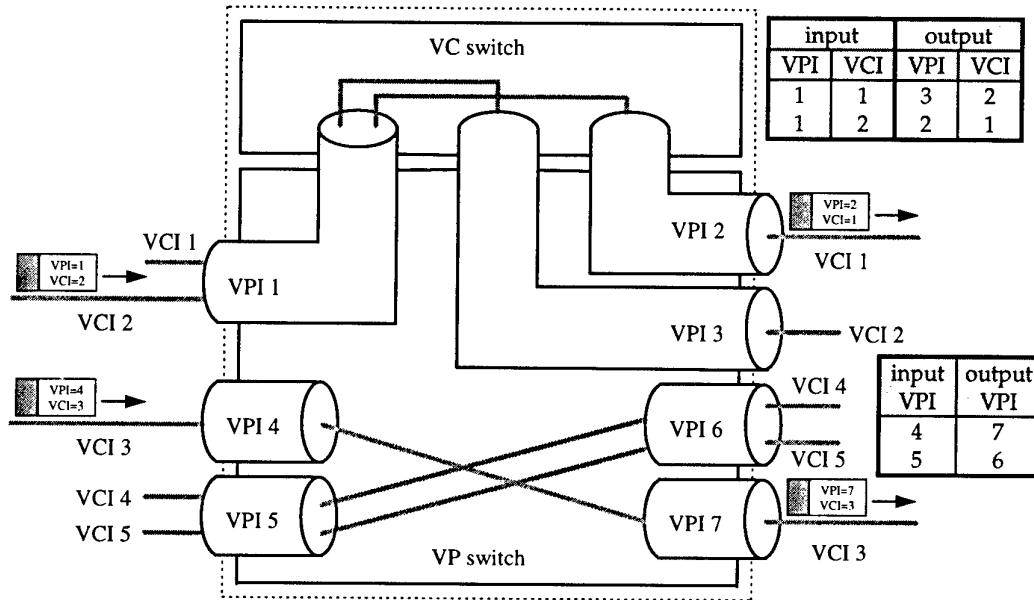 VC switch
input output
VPI VCI VPI VCI
1 1 3 2
1 2 2 1
VCI 1
VPI=1
VCI=2
VCI 2
VPI 1
VPI 2
VPI=2
VCI=1
VCI 1
VPI 3
VCI 2
VPI=4
VCI=3
VCI 3
VPI 4
VPI 6
VCI 4
VCI 5
input output
VPI VPI
4 7
5 6
VCI 4
VCI 5
VPI 5
VPI 7
VPI=7
VCI=3
VCI 3
VP switch